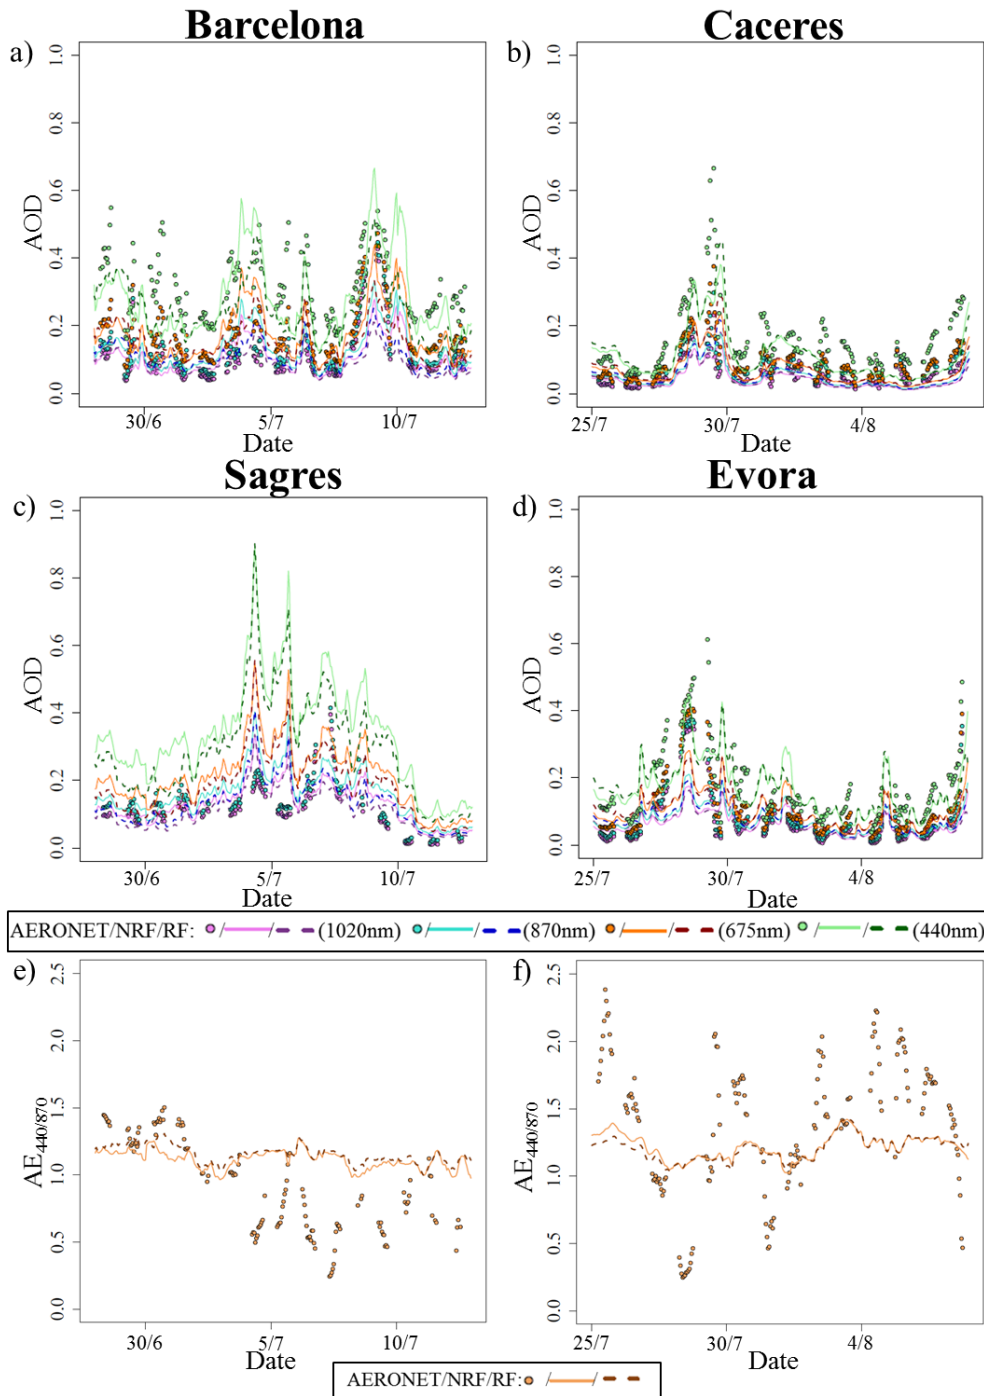 Barcelona
Caceres
a)
b)
AOD
0.0 0.2 0.4 0.6 0.8 1.0
30/6 5/7 10/7
Date
AOD
0.0 0.2 0.4 0.6 0.8 1.0
25/7 30/7 4/8
Date
Sagres
Evora
c)
d)
AOD
0.0 0.2 0.4 0.6 0.8 1.0
30/6 5/7 10/7
Date
AOD
0.0 0.2 0.4 0.6 0.8 1.0
25/7 30/7 4/8
Date
AERONET/NRF/RF: / / (1020nm) / / (870nm) / / (675nm) / / (440nm)
e)
f)
AE440/870
0.0 0.5 1.0 1.5 2.0 2.5
30/6 5/7 10/7
Date
AE440/870
0.0 0.5 1.0 1.5 2.0 2.5
25/7 30/7 4/8
Date
AERONET/NRF/RF: / /